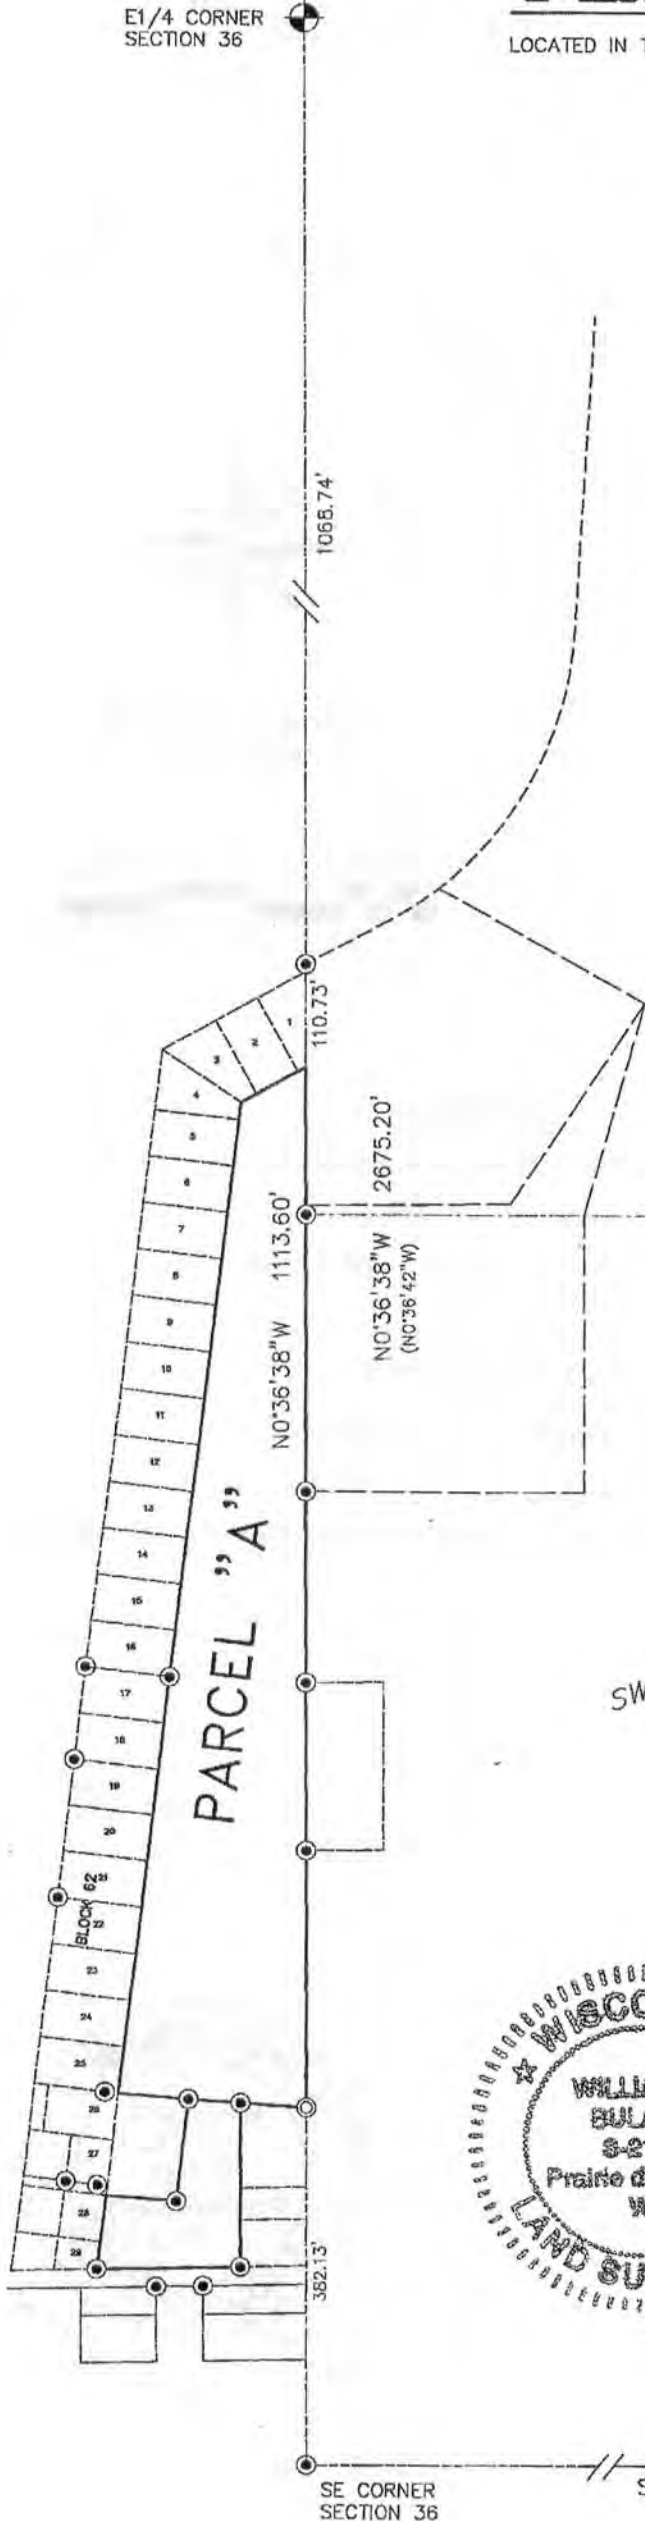 E1/4 CORNER
SECTION 36
LOCATED IN
1068.74'
110.73'
1
2
3
4
5
6
7
8
9
10
11
12
13
14
15
16
17
18
19
20
21
22
23
24
25
26
27
28
29
BLOCK 62
N0°36'38"W 1113.60'
N0°36'38"W 2675.20'
(N0°36'42"W)
PARCEL "A"
SW
WISCO
Prairie d
LAND SU
382.13'
SE CORNER
SECTION 36